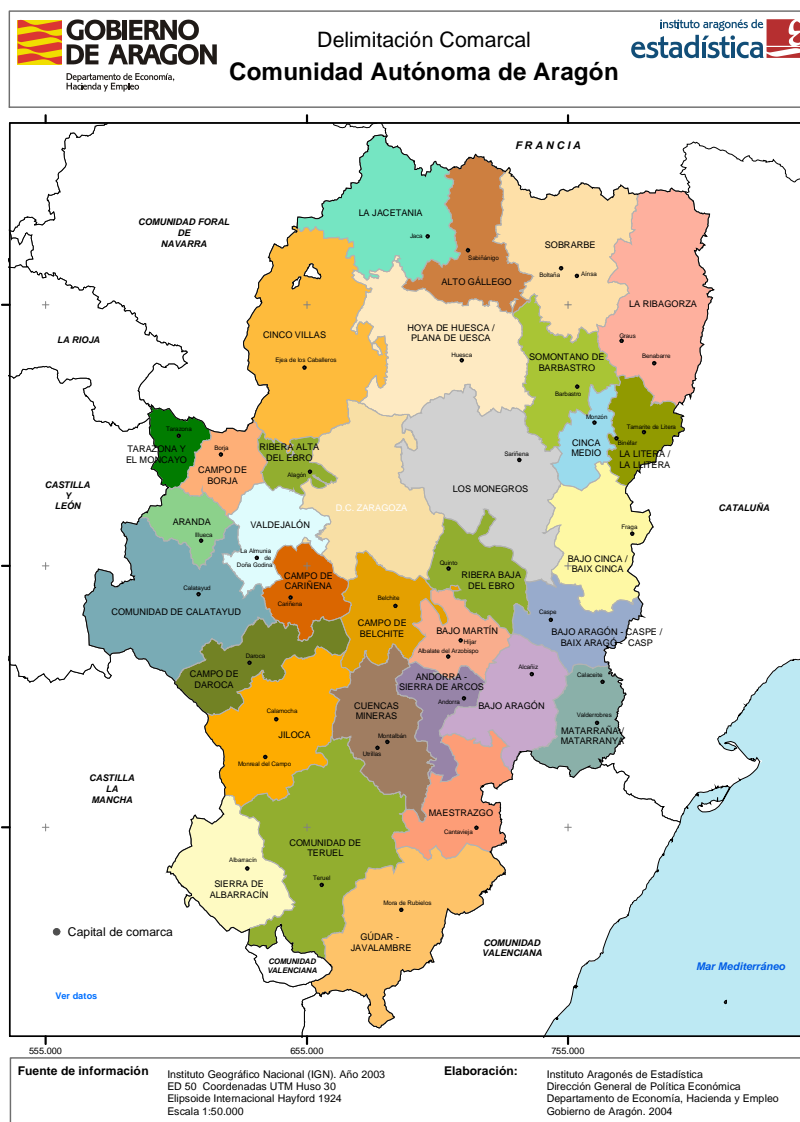 GOBIERNO
DE ARAGON
Departamento de Economía,
Hacienda y Empleo
Delimitación Comarcal
Comunidad Autónoma de Aragón
instituto aragonés de
estadística
FRANCIA
COMUNIDAD FORAL
DE
NAVARRA
LA JACETANIA
Jaca
Sabiñánigo
ALTO GÁLLEGO
SOBRARBE
Boltaña
Aínsa
LA RIBAGORZA
Graus
Benabarre
LA RIOJA
CINCO VILLAS
Ejea de los Caballeros
HOYA DE HUESCA /
PLANA DE UESCA
Huesca
SOMONTANO DE
BARBASTRO
Barbastro
Monzón
CINCA
MEDIO
Tamarite de Litera
Binéfar
LA LITERA /
LA LLITERA
Tarazona
TARAZONA Y
EL MONCAYO
Borja
CAMPO DE
BORJA
RIBERA ALTA
DEL EBRO
Alagón
Sariñena
LOS MONEGROS
CASTILLA
Y
LEÓN
CATALUÑA
D.C. ZARAGOZA
ARANDA
Illueca
VALDEJALÓN
La Almunia
de
Doña Godina
Fraga
BAJO CINCA /
BAIX CINCA
Quinto
RIBERA BAJA
DEL EBRO
Calatayud
COMUNIDAD DE CALATAYUD
CAMPO DE
CARIÑENA
Cariñena
Belchite
CAMPO DE
BELCHITE
BAJO MARTÍN
Híjar
Albalate del Arzobispo
Caspe
BAJO ARAGÓN - CASPE /
BAIX ARAGÓ - CASP
Daroca
CAMPO DE
DAROCA
ANDORRA -
SIERRA DE ARCOS
Andorra
Alcañiz
BAJO ARAGÓN
Calaceite
Valderrobres
MATARRAÑA/
MATARRANYA
Calamocha
JILOCA
Monreal del Campo
CUENCAS
MINERAS
Montalbán
Utrillas
CASTILLA
LA
MANCHA
MAESTRAZGO
Cantavieja
COMUNIDAD DE
TERUEL
Teruel
Albarracín
SIERRA DE
ALBARRACÍN
Mora de Rubielos
GÚDAR -
JAVALAMBRE
Capital de comarca
COMUNIDAD
VALENCIANA
COMUNIDAD
VALENCIANA
Mar Mediterráneo
Ver datos
555.000
655.000
755.000
Fuente de información
Instituto Geográfico Nacional (IGN). Año 2003
ED 50 Coordenadas UTM Huso 30
Elipsoide Internacional Hayford 1924
Escala 1:50.000
Elaboración:
Instituto Aragonés de Estadística
Dirección General de Política Económica
Departamento de Economía, Hacienda y Empleo
Gobierno de Aragón. 2004